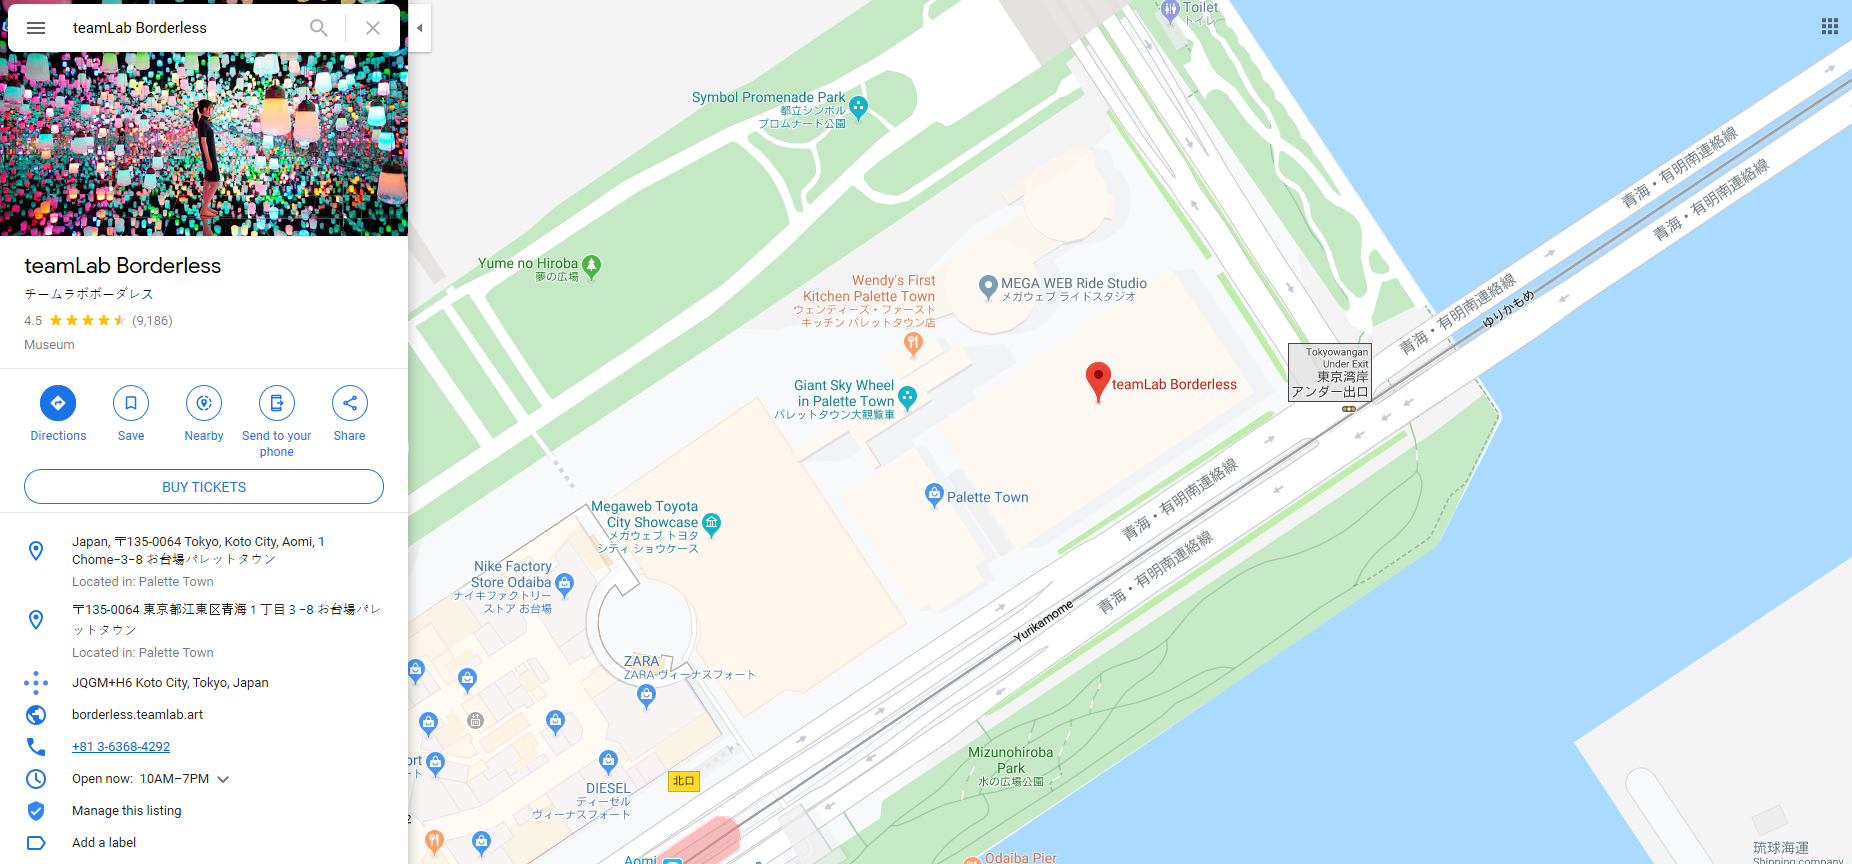 teamLab Borderless
teamLab Borderless
チームラボボーダレス
4.5 ★★★★★ (9,186)
Museum
Directions
Save
Nearby
Send to your
phone
Share
BUY TICKETS
Japan, 〒135-0064 Tokyo, Koto City, Aomi, 1
Chome−3−8 お台場パレットタウン
Located in: Palette Town
〒135-0064 東京都江東区青海１丁目３−8 お台場パレ
ットタウン
Located in: Palette Town
JQGM+H6 Koto City, Tokyo, Japan
borderless.teamlab.art
+81 3-6368-4292
Open now: 10AM–7PM
Manage this listing
Add a label
Toilet
トイレ
Symbol Promenade Park
都立シンボル
プロムナード公園
Yume no Hiroba
夢の広場
Wendy's First
Kitchen Palette Town
ウェンディーズ・ファースト
キッチン パレットタウン店
MEGA WEB Ride Studio
メガウェブ ライドスタジオ
Giant Sky Wheel
in Palette Town
パレットタウン大観覧車
teamLab Borderless
Tokyowangan
Under Exit
東京湾岸
アンダー出口
青海・有明南連絡線
青海・有明南連絡線
青海・有明南連絡線
ゆりかもめ
Palette Town
青海・有明南連絡線
青海・有明南連絡線
Yurikamome
Megaweb Toyota
City Showcase
メガウェブ トヨタ
シティ ショウケース
Nike Factory
Store Odaiba
ナイキファクトリー
ストア お台場
ZARA
ZARA ヴィーナスフォート
ort
ート
DIESEL
ディーゼル
ヴィーナスフォート
北口
2
Mizunohiroba
Park
水の広場公園
Aomi
Odaiba Pier
琉球海運
Shipping company